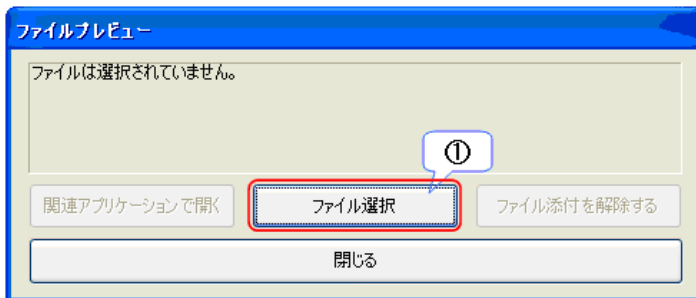 ファイルプレビュー
ファイルは選択されていません。
①
関連アプリケーションで開く ファイル選択 ファイル添付を解除する
閉じる